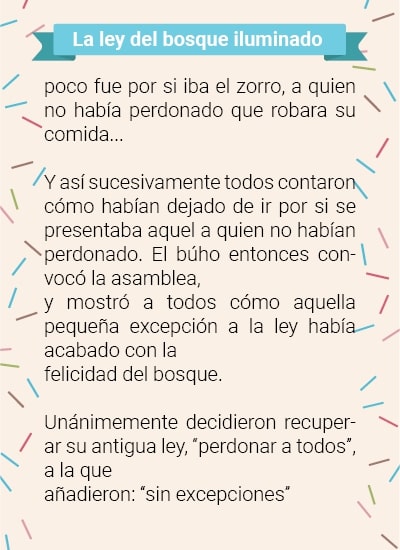 La ley del bosque iluminado
poco fue por si iba el zorro, a quien
no había perdonado que robara su
comida...
Y así sucesivamente todos contaron
cómo habían dejado de ir por si se
presentaba aquel a quien no habían
perdonado. El búho entonces con-
vocó la asamblea,
y mostró a todos cómo aquella
pequeña excepción a la ley había
acabado con la
felicidad del bosque.
Unánimemente decidieron recuper-
ar su antigua ley, “perdonar a todos”,
a la que
añadieron: “sin excepciones”